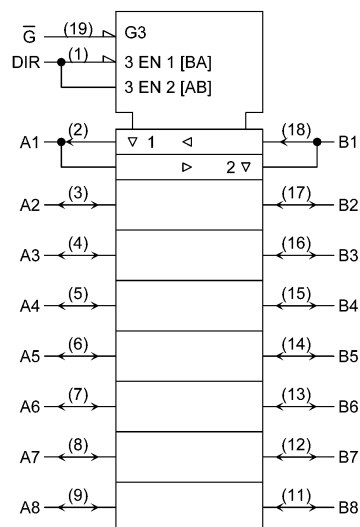 G̅ (19) G3
DIR (1) 3 EN 1 [BA]
3 EN 2 [AB]
A1 (2) ▽ 1 ◁ (18) B1
▷ 2 ▽
A2 (3) (17) B2
A3 (4) (16) B3
A4 (5) (15) B4
A5 (6) (14) B5
A6 (7) (13) B6
A7 (8) (12) B7
A8 (9) (11) B8